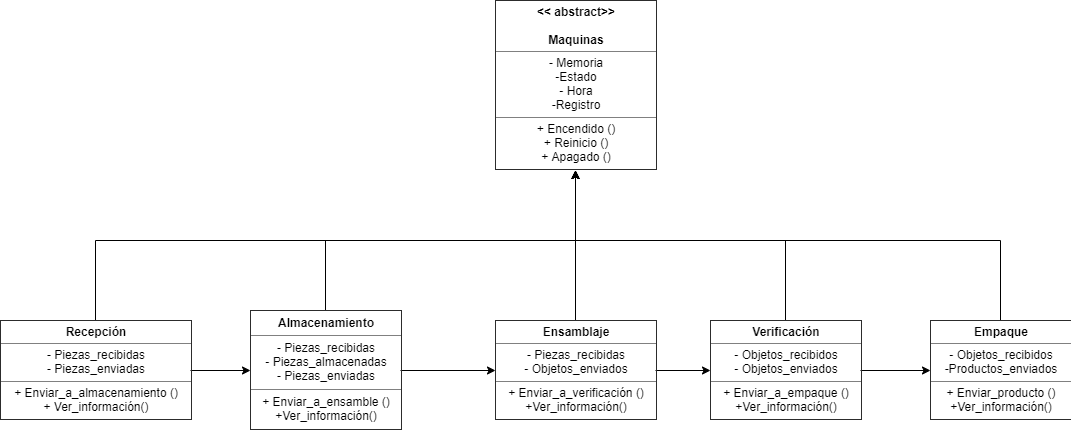 << abstract>>
Maquinas
- Memoria
-Estado
- Hora
-Registro
+ Encendido ()
+ Reinicio ()
+ Apagado ()
Recepción
- Piezas_recibidas
- Piezas_enviadas
+ Enviar_a_almacenamiento ()
+ Ver_información()
Almacenamiento
- Piezas_recibidas
- Piezas_almacenadas
- Piezas_enviadas
+ Enviar_a_ensamble ()
+Ver_información()
Ensamblaje
- Piezas_recibidas
- Objetos_enviados
+ Enviar_a_verificación ()
+Ver_información()
Verificación
- Objetos_recibidos
- Objetos_enviados
+ Enviar_a_empaque ()
+Ver_información()
Empaque
- Objetos_recibidos
-Productos_enviados
+ Enviar_producto ()
+Ver_información()